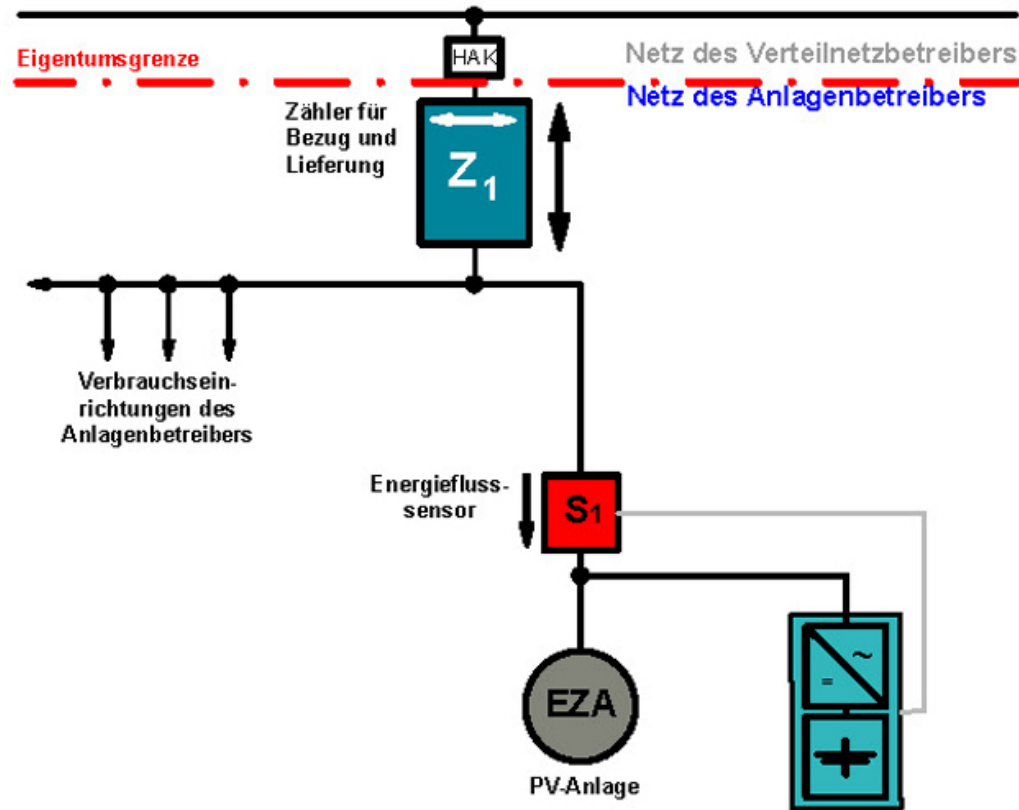 HAK
Eigentumsgrenze
Netz des Verteilnetzbetreibers
Netz des Anlagenbetreibers
Zähler für
Bezug und
Lieferung
Z1
Verbrauchsein-
richtungen des
Anlagenbetreibers
Energiefluss-
sensor
S1
~
=
EZA
PV-Anlage